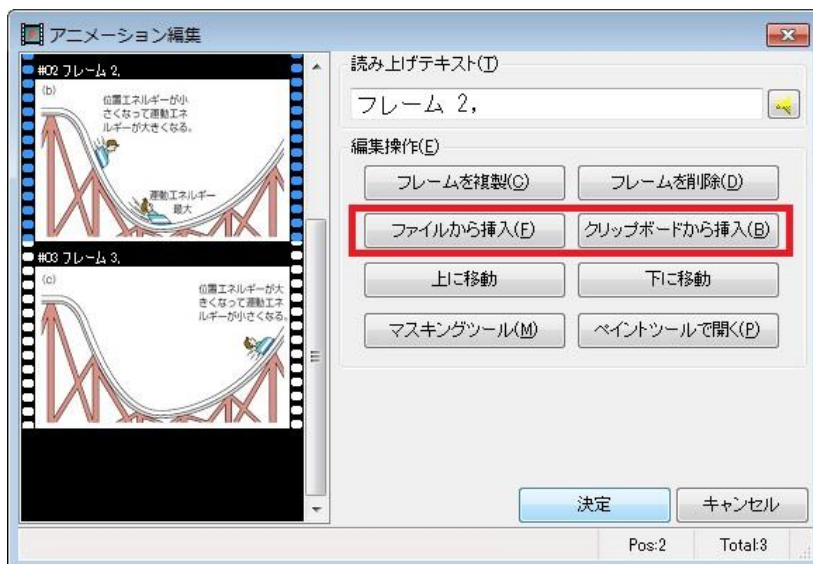 アニメーション編集
#02 フレーム 2,
(b)
位置エネルギーが小
さくなって運動エネ
ルギーが大きくなる。
運動エネルギー
最大
#03 フレーム 3,
(c)
位置エネルギーが大
きくなって運動エネ
ルギーが小さくなる。
読み上げテキスト(T)
フレーム 2,
編集操作(E)
フレームを複製(C)
フレームを削除(D)
ファイルから挿入(F)
クリップボードから挿入(B)
上に移動
下に移動
マスキングツール(M)
ペイントツールで開く(P)
決定
キャンセル
Pos:2
Total:3